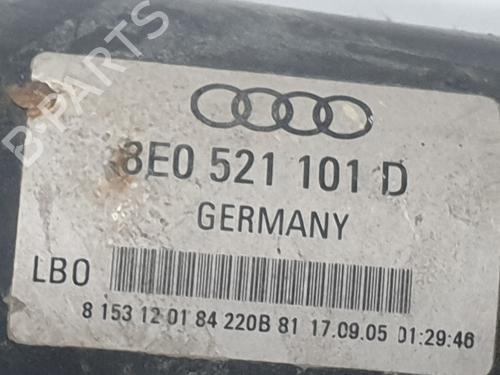 B-PARTS
8E0 521 101 D
GERMANY
LBO
8 153 12 01 84 220B 81 17.09.05 01:29:46